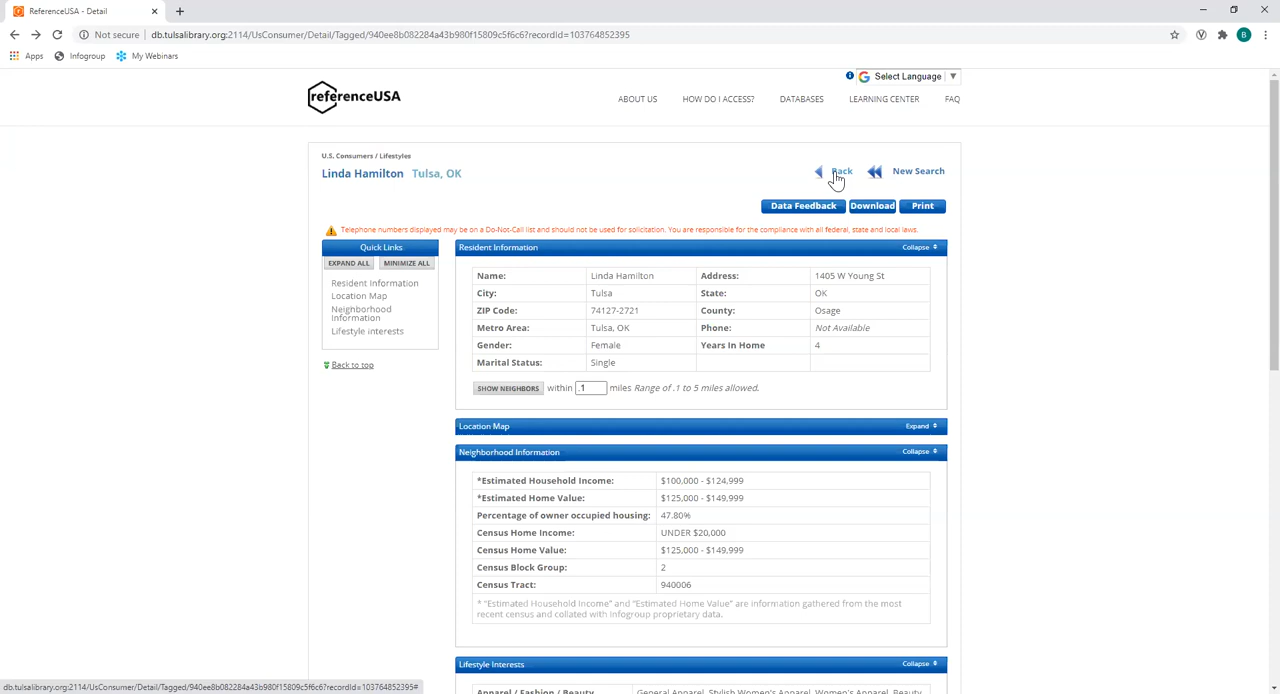 ReferenceUSA - Detail
Not secure db.tulsalibrary.org:2114/UsConsumer/Detail/Tagged/940ee8b082284a43b980f15809c5f6c6?recordId=103764852395
B
Apps Infogroup My Webinars
Select Language ▼
referenceUSA
ABOUT US HOW DO I ACCESS? DATABASES LEARNING CENTER FAQ
U.S. Consumers / Lifestyles
Linda Hamilton Tulsa, OK
Back New Search
Data Feedback Download Print
Telephone numbers displayed may be on a Do-Not-Call list and should not be used for solicitation. You are responsible for the compliance with all federal, state and local laws.
Quick Links
EXPAND ALL MINIMIZE ALL
Resident Information
Location Map
Neighborhood
Information
Lifestyle interests
Back to top
Resident Information Collapse
Name: Linda Hamilton Address: 1405 W Young St
City: Tulsa State: OK
ZIP Code: 74127-2721 County: Osage
Metro Area: Tulsa, OK Phone: Not Available
Gender: Female Years In Home 4
Marital Status: Single
SHOW NEIGHBORS within .1 miles Range of .1 to 5 miles allowed.
Location Map Expand
Neighborhood Information Collapse
*Estimated Household Income: $100,000 - $124,999
*Estimated Home Value: $125,000 - $149,999
Percentage of owner occupied housing: 47.80%
Census Home Income: UNDER $20,000
Census Home Value: $125,000 - $149,999
Census Block Group: 2
Census Tract: 940006
* "Estimated Household Income" and "Estimated Home Value" are information gathered from the most
recent census and collated with infogroup proprietary data.
Lifestyle Interests Collapse
Apparel / Fashion / Beauty General Apparel, Stylish Women's Apparel, Women's Apparel, Beauty
db.tulsalibrary.org:2114/UsConsumer/Detail/Tagged/940ee8b082284a43b980f15809c5f6c6?recordId=103764852395#